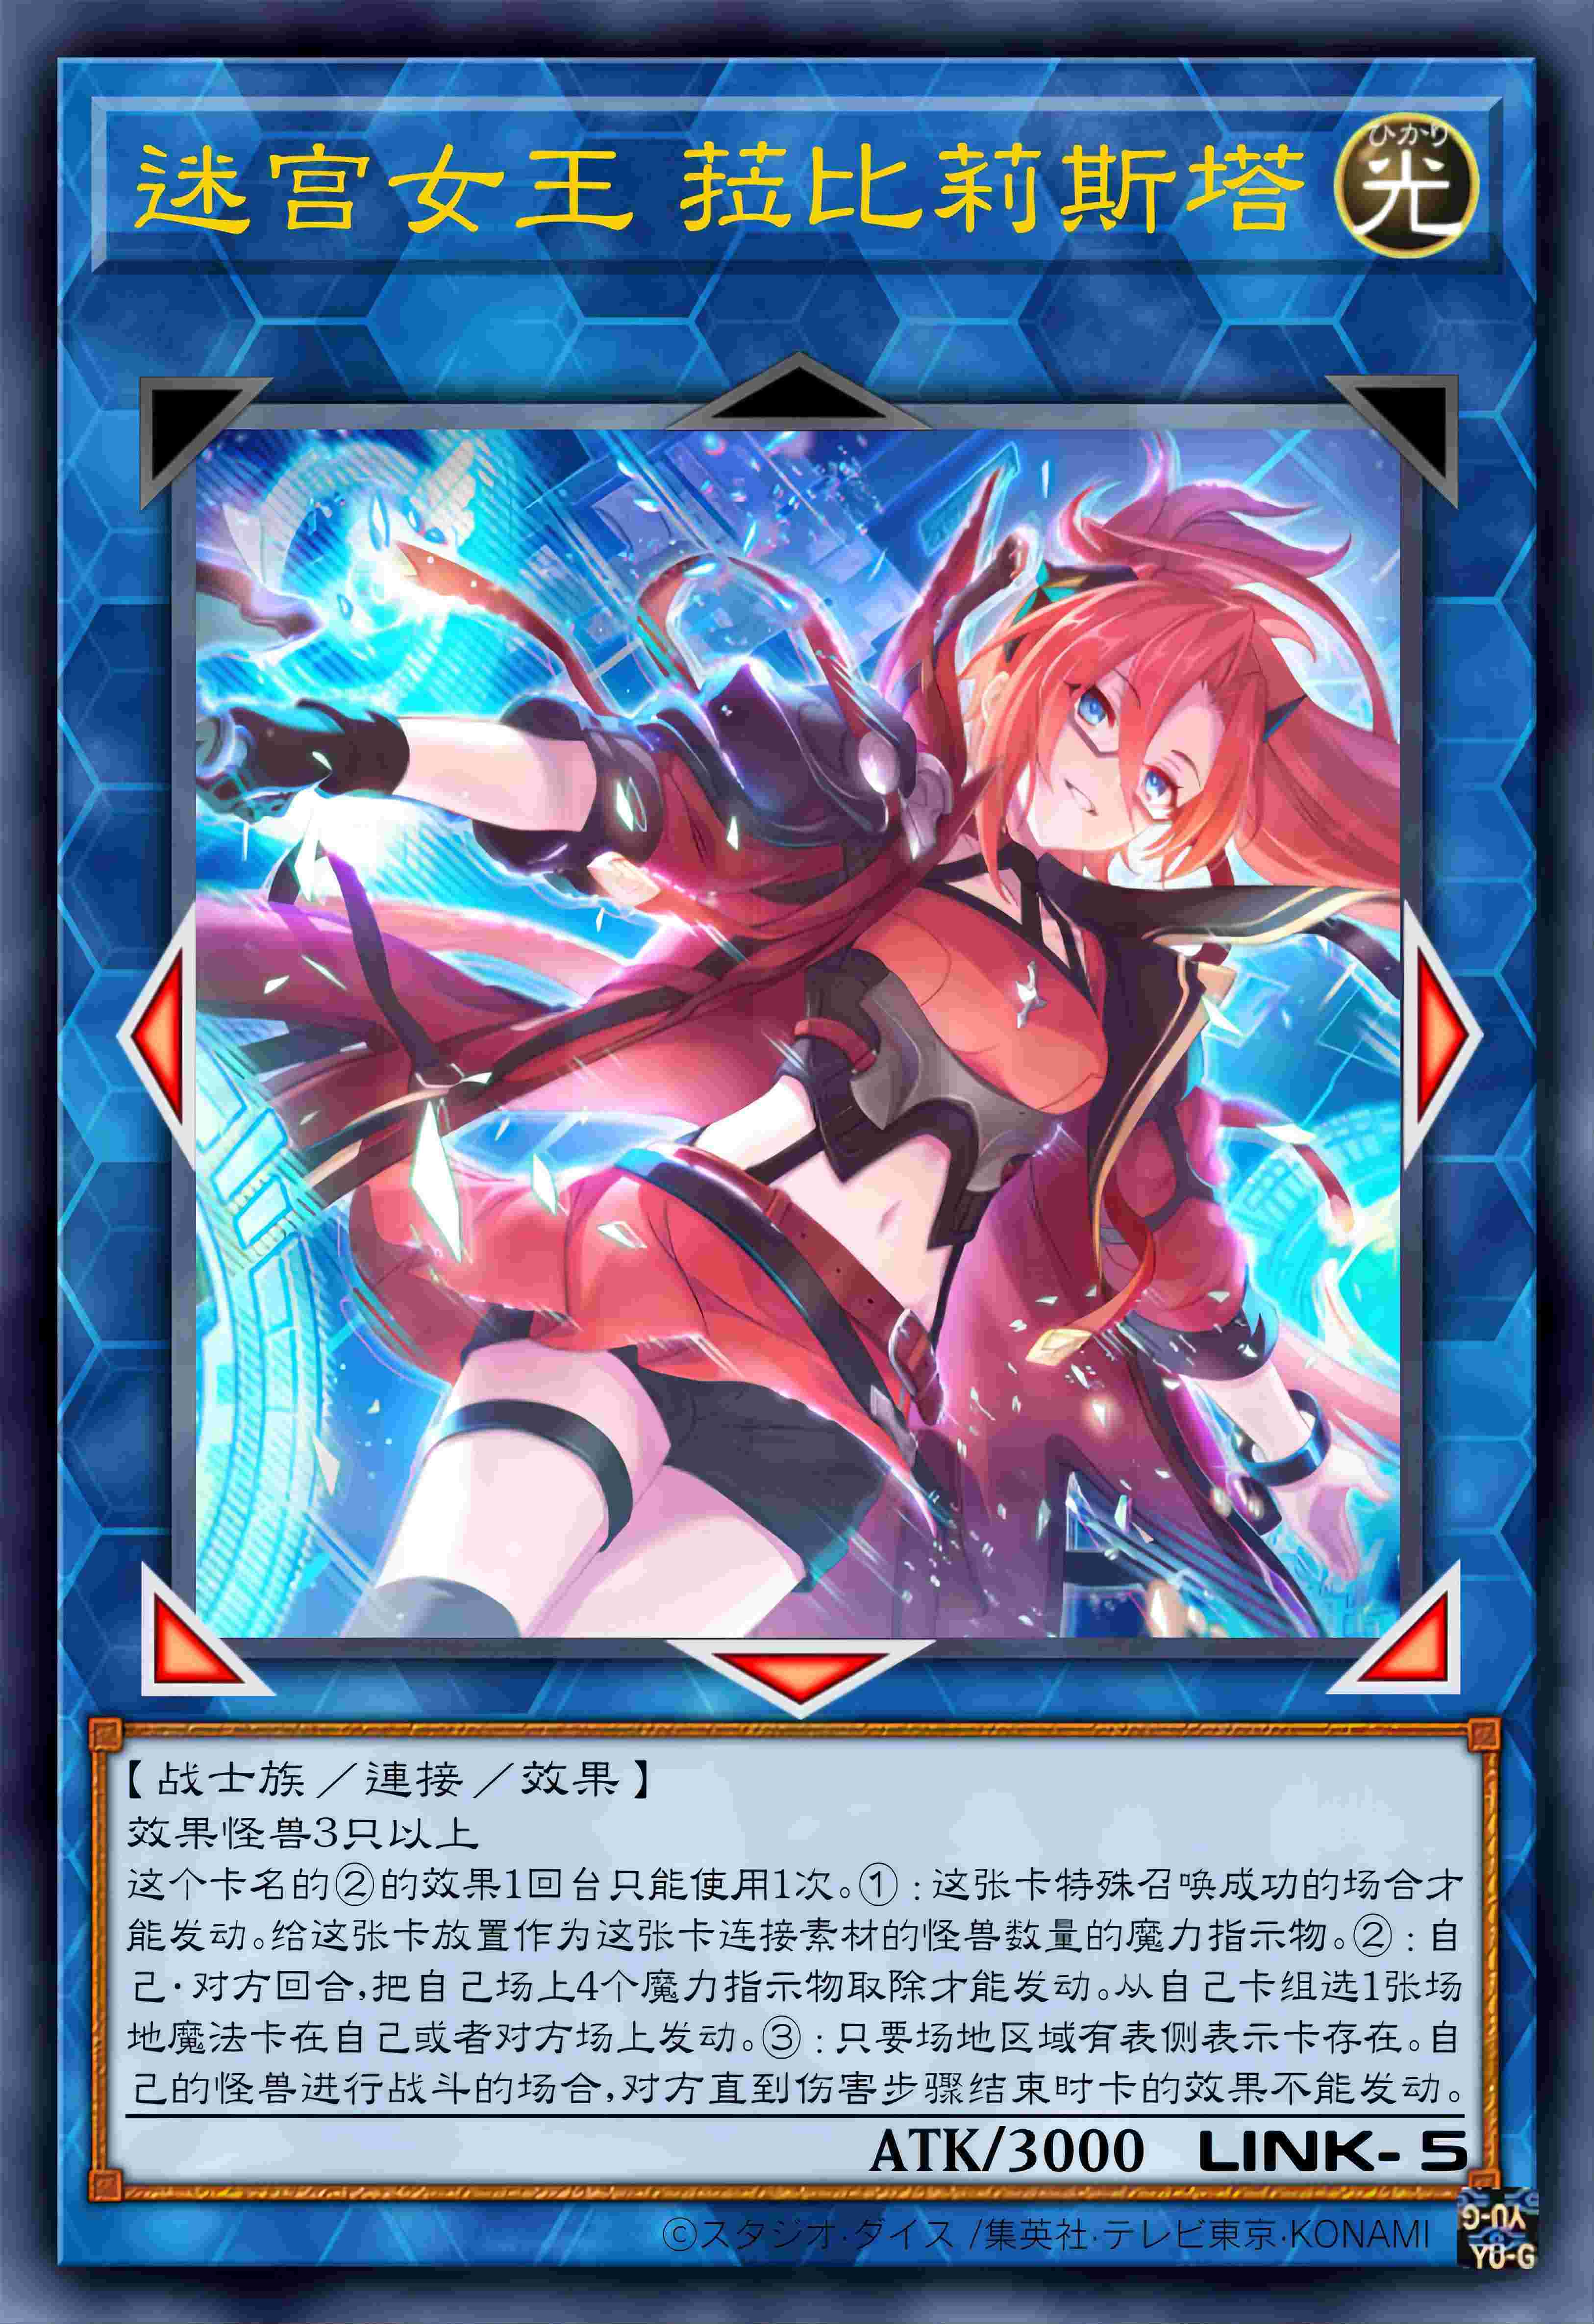 迷宫女王 菈比莉斯塔
ひかり
光
【战士族／連接／效果】
效果怪兽3只以上
这个卡名的②的效果1回台只能使用1次。①：这张卡特殊召唤成功的场合才
能发动。给这张卡放置作为这张卡连接素材的怪兽数量的魔力指示物。②：自
己·对方回合,把自己场上4个魔力指示物取除才能发动。从自己卡组选1张场
地魔法卡在自己或者对方场上发动。③：只要场地区域有表侧表示卡存在。自
己的怪兽进行战斗的场合,对方直到伤害步骤结束时卡的效果不能发动。
ATK/3000 LINK-5
©スタジオ·ダイス /集英社·テレビ東京·KONAMI
YU-G
YU-G